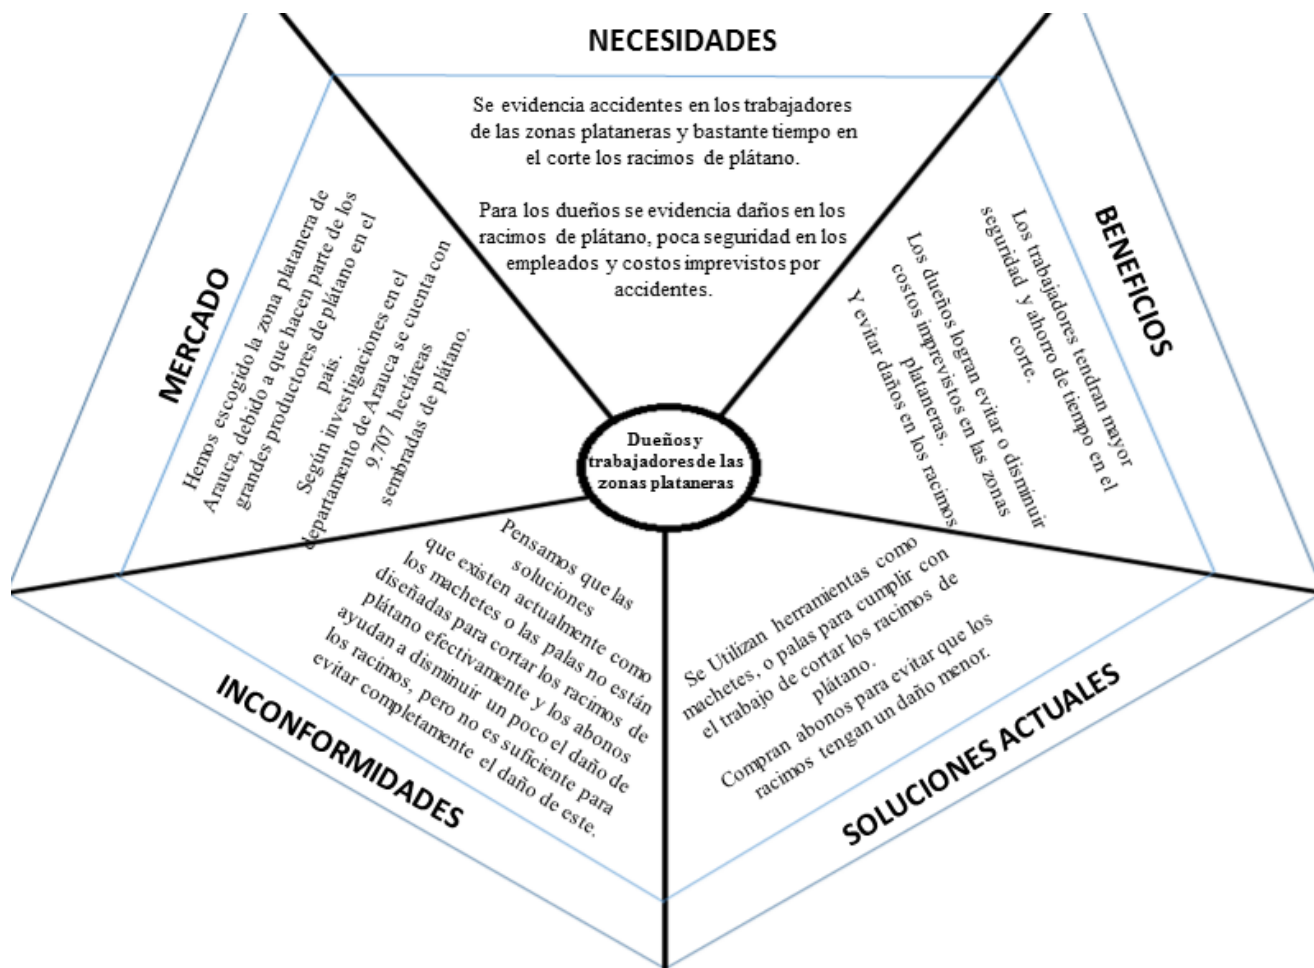 NECESIDADES
Se evidencia accidentes en los trabajadores
de las zonas plataneras y bastante tiempo en
el corte los racimos de plátano.
Para los dueños se evidencia daños en los
racimos de plátano, poca seguridad en los
empleados y costos imprevistos por
accidentes.
BENEFICIOS
Los trabajadores tendran mayor
seguridad y ahorro de tiempo en el
corte.
Los dueños logran evitar o disminuir
costos imprevistos en las zonas
plataneras.
Y evitar daños en los racimos
SOLUCIONES ACTUALES
Se Utilizan herramientas como
machetes, o palas para cumplir con
el trabajo de cortar los racimos de
plátano.
Compran abonos para evitar que los
racimos tengan un daño menor.
INCONFORMIDADES
Pensamos que las
soluciones
que existen actualmente como
los machetes o las palas no están
diseñadas para cortar los racimos de
plátano efectivamente y los abonos
ayudan a disminuir un poco el daño de
los racimos, pero no es suficiente para
evitar completamente el daño de este.
MERCADO
Hemos escogido la zona platanera de
Arauca, debido a que hacen parte de los
grandes productores de plátano en el
país.
Según investigaciones en el
departamento de Arauca se cuenta con
9.707 hectáreas
sembradas de plátano.
Dueños y
trabajadores de las
zonas plataneras